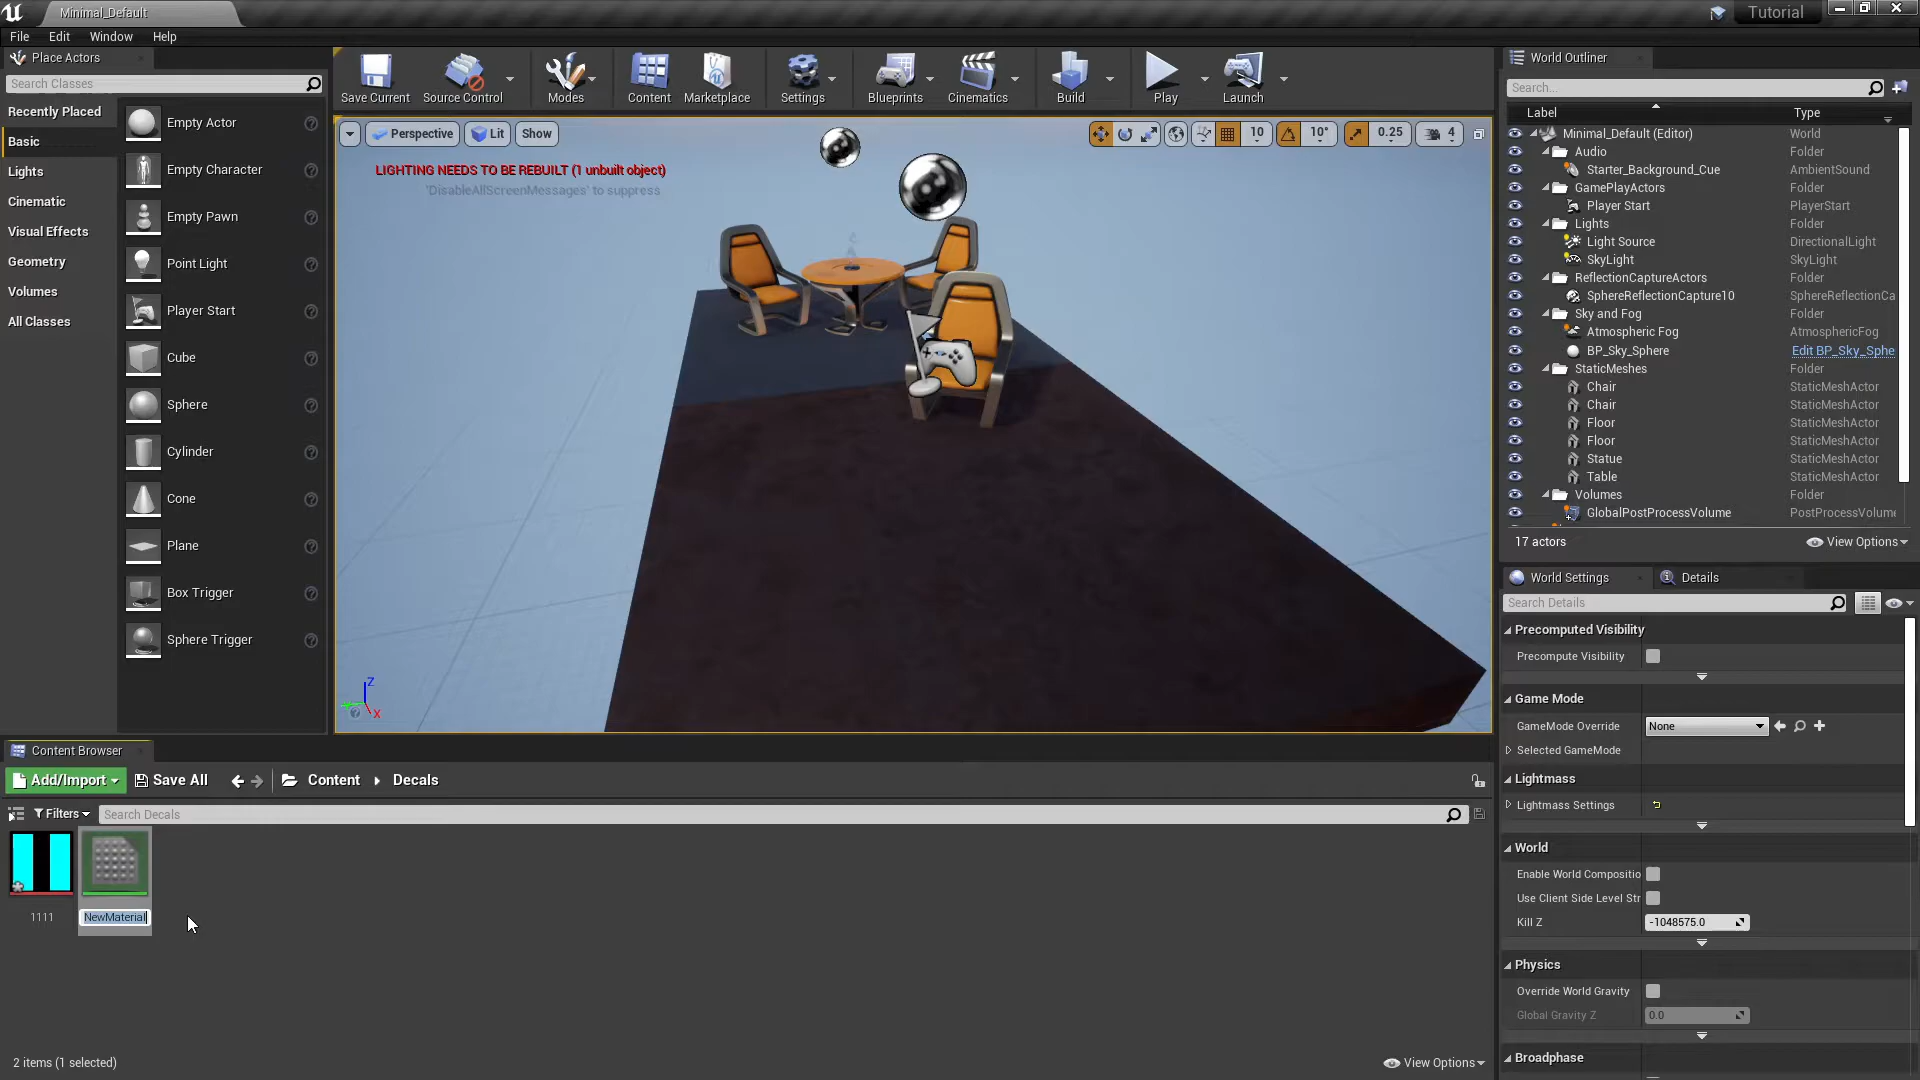 Minimal_Default
Tutorial
File Edit Window Help
Place Actors
Search Classes
Recently Placed
Basic
Lights
Cinematic
Visual Effects
Geometry
Volumes
All Classes
Empty Actor
Empty Character
Empty Pawn
Point Light
Player Start
Cube
Sphere
Cylinder
Cone
Plane
Box Trigger
Sphere Trigger
Save Current Source Control Modes Content Marketplace Settings Blueprints Cinematics Build Play Launch
Perspective Lit Show
10 10° 0.25 4
LIGHTING NEEDS TO BE REBUILT (1 unbuilt object)
'DisableAllScreenMessages' to suppress
Z
X
World Outliner
Search...
Label Type
Minimal_Default (Editor) World
Audio Folder
Starter_Background_Cue AmbientSound
GamePlayActors Folder
Player Start PlayerStart
Lights Folder
Light Source DirectionalLight
SkyLight SkyLight
ReflectionCaptureActors Folder
SphereReflectionCapture10 SphereReflectionCa
Sky and Fog Folder
Atmospheric Fog AtmosphericFog
BP_Sky_Sphere Edit BP_Sky_Sphe
StaticMeshes Folder
Chair StaticMeshActor
Chair StaticMeshActor
Floor StaticMeshActor
Floor StaticMeshActor
Statue StaticMeshActor
Table StaticMeshActor
Volumes Folder
GlobalPostProcessVolume PostProcessVolume
17 actors View Options
World Settings Details
Search Details
Precomputed Visibility
Precompute Visibility
Game Mode
GameMode Override None
Selected GameMode
Lightmass
Lightmass Settings
World
Enable World Compositio
Use Client Side Level Str
Kill Z -1048575.0
Physics
Override World Gravity
Global Gravity Z 0.0
Broadphase
Content Browser
Add/Import Save All Content Decals
Filters Search Decals
1111 NewMaterial
2 items (1 selected) View Options